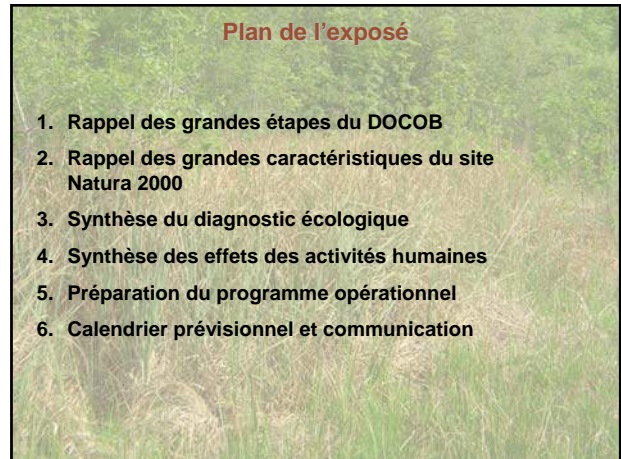 Plan de l’exposé
1. Rappel des grandes étapes du DOCOB
2. Rappel des grandes caractéristiques du site
Natura 2000
3. Synthèse du diagnostic écologique
4. Synthèse des effets des activités humaines
5. Préparation du programme opérationnel
6. Calendrier prévisionnel et communication